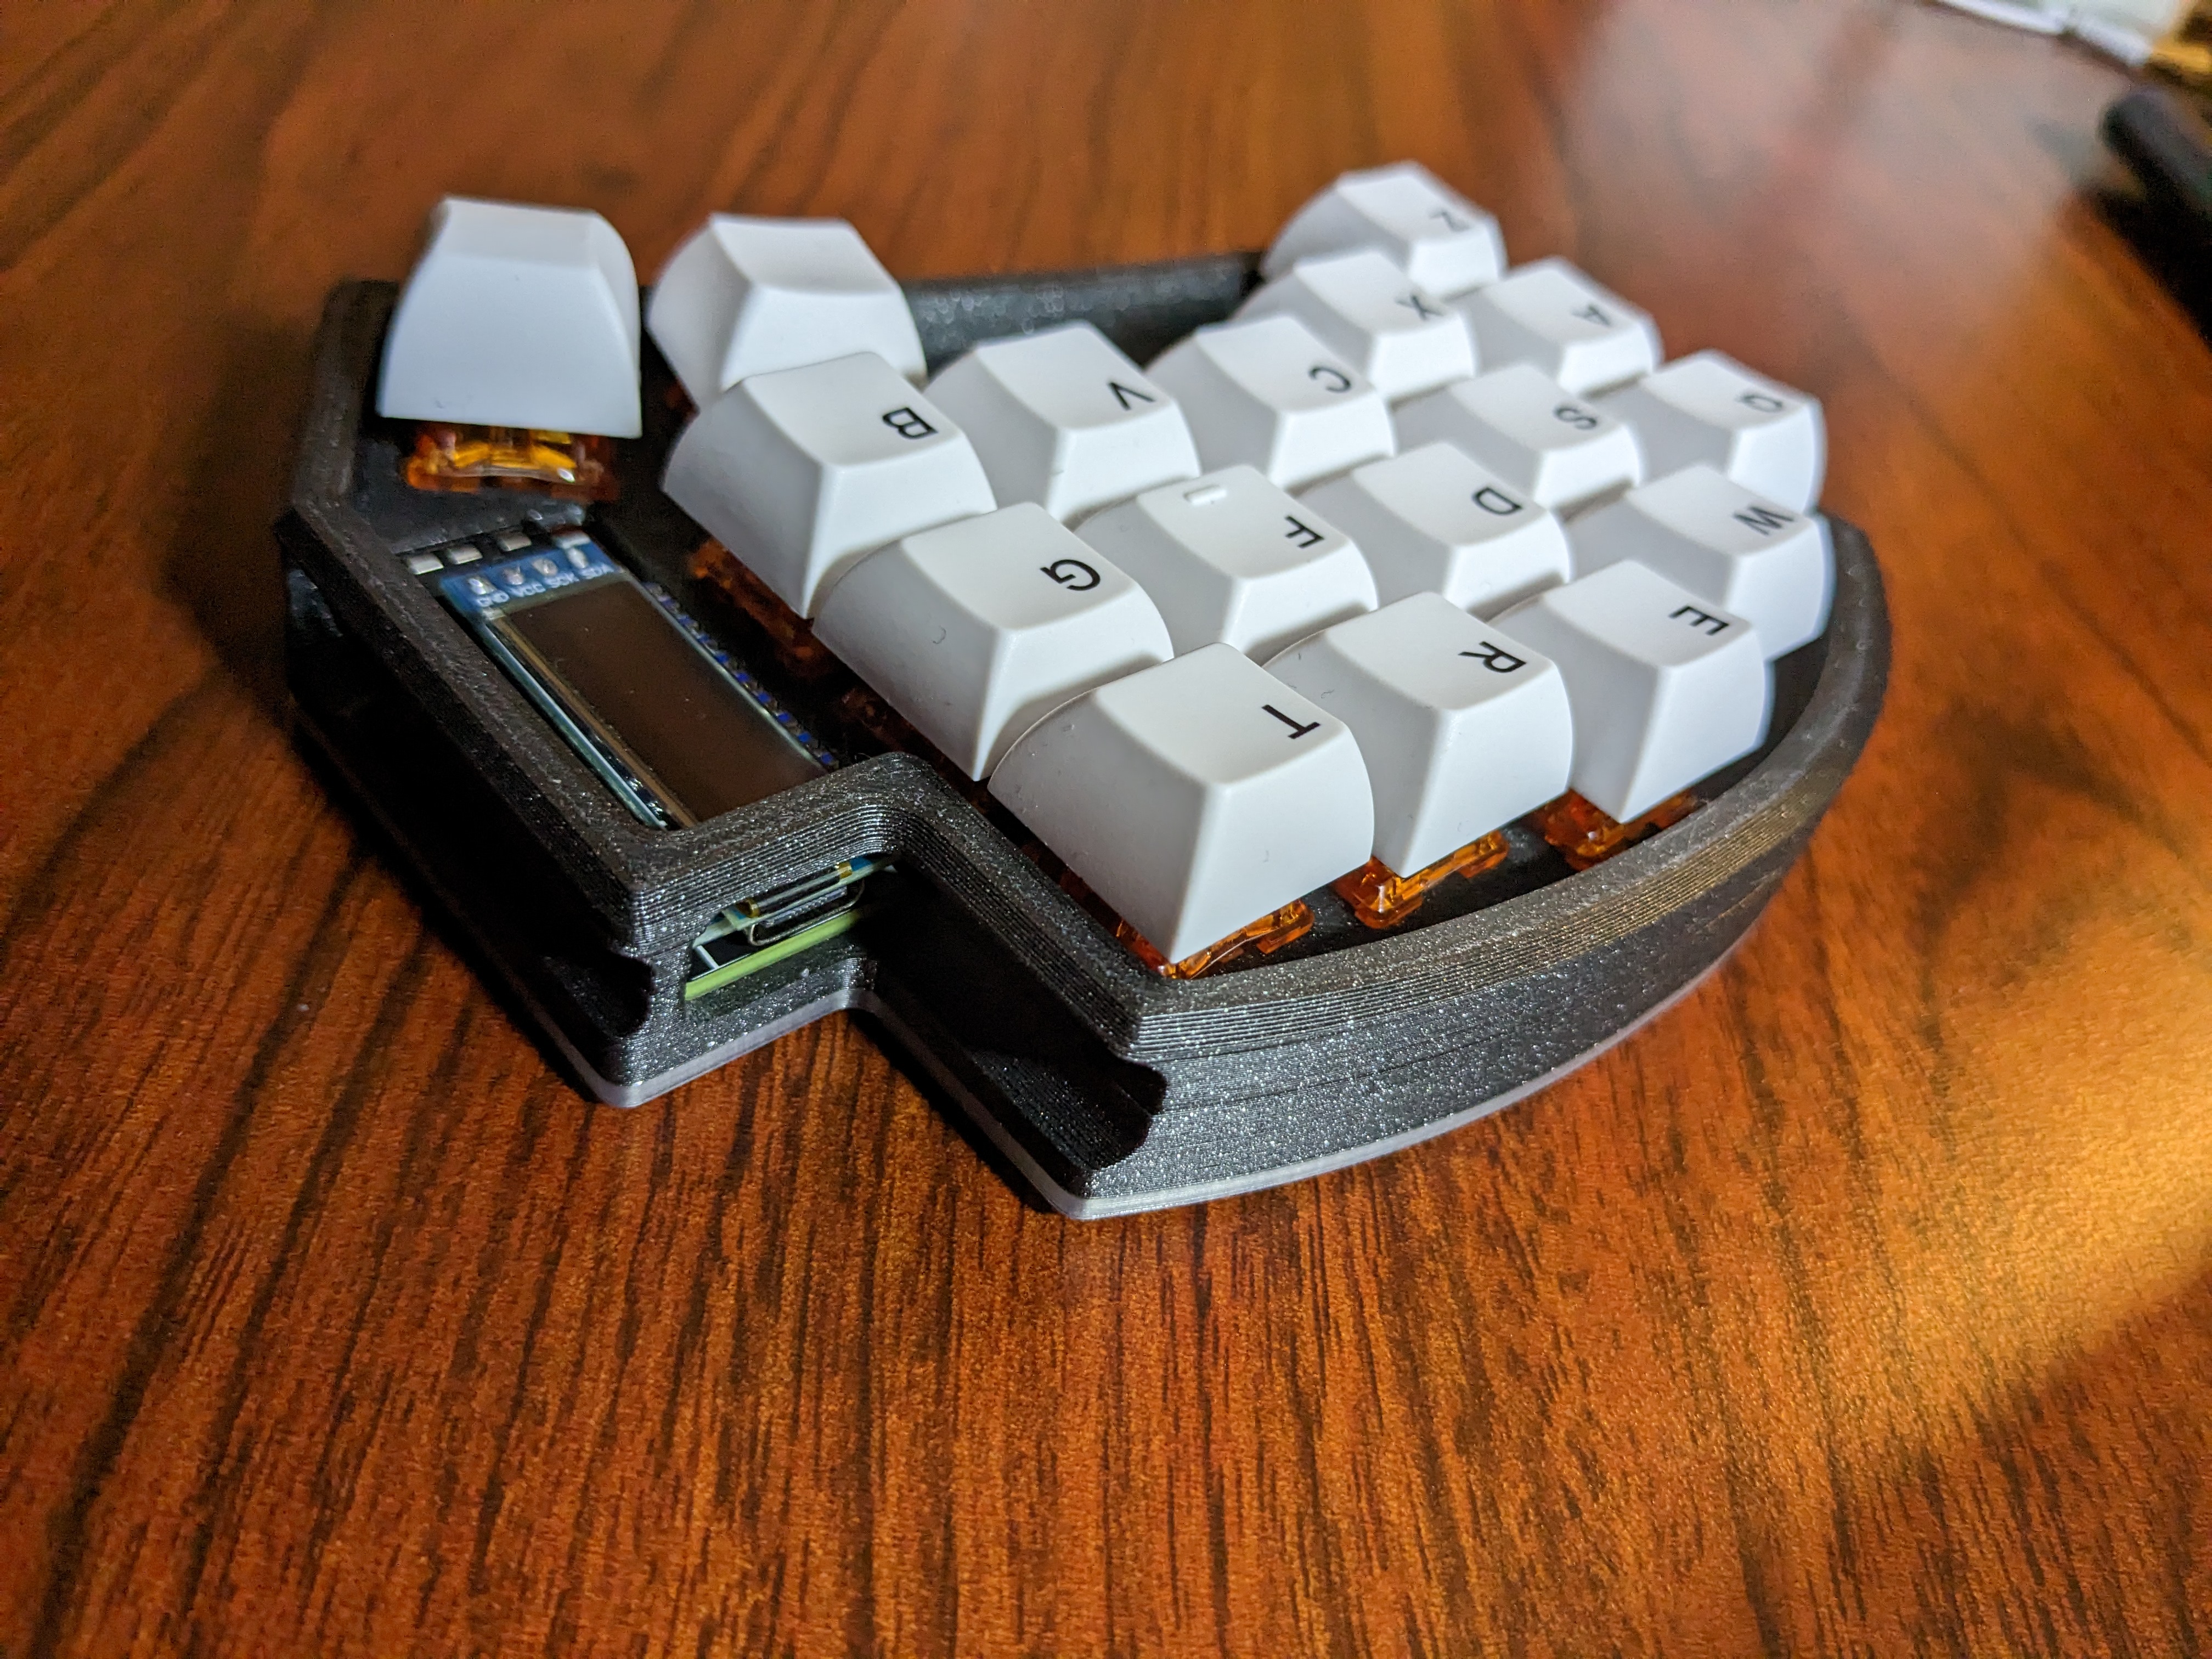 Q W E R T
A S D F G
Z X C V B
GND VCC SCK SDA